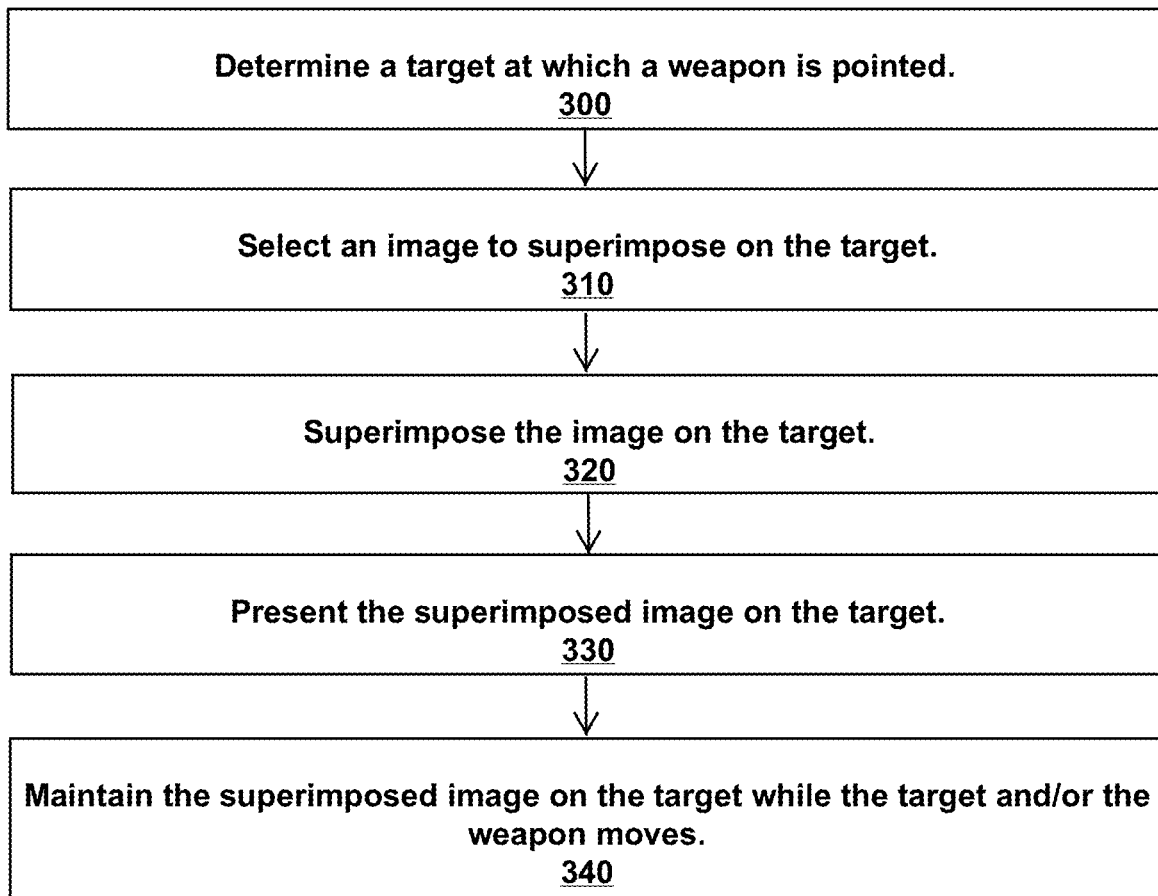 Determine a target at which a weapon is pointed.
300
Select an image to superimpose on the target.
310
Superimpose the image on the target.
320
Present the superimposed image on the target.
330
Maintain the superimposed image on the target while the target and/or the
weapon moves.
340